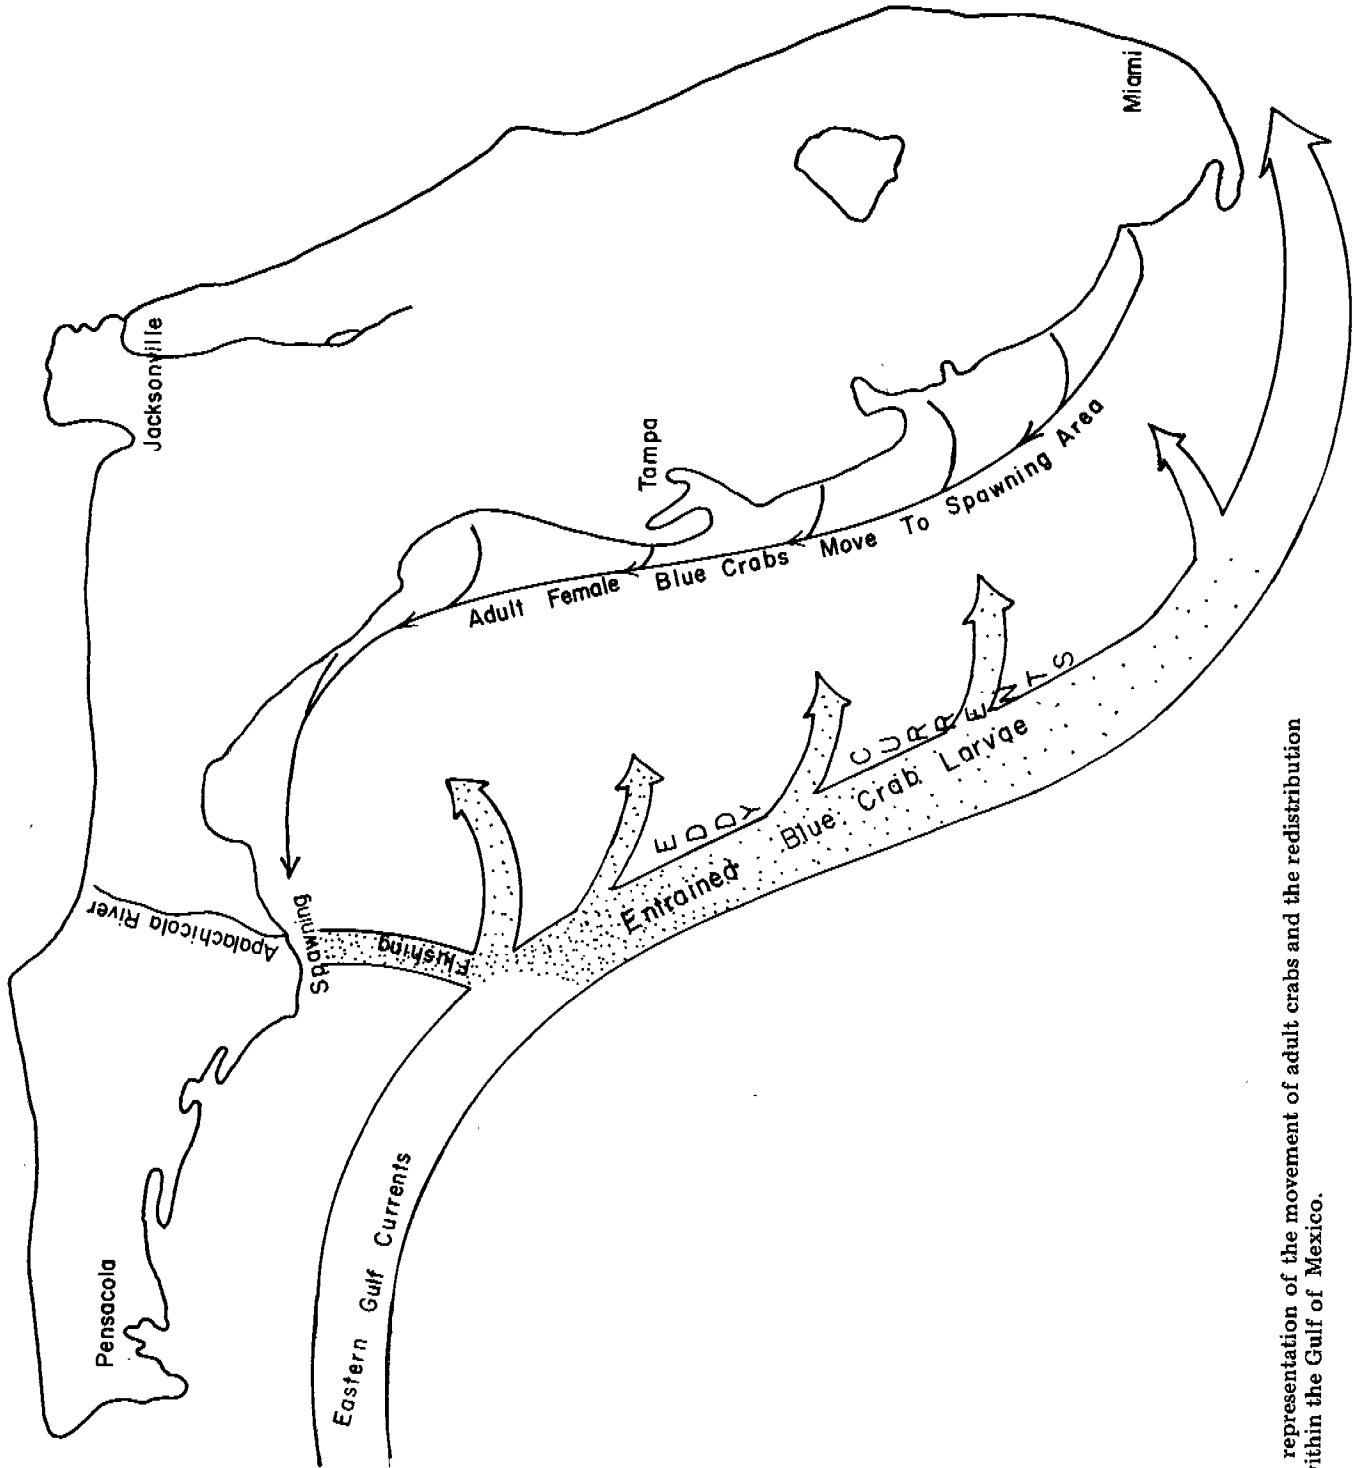 Pensacola
Jacksonville
Apalachicola River
Tampa
Miami
Spawning
Flushing
Adult Female Blue Crabs Move To Spawning Area
EDDY CURRENTS
Entrained Blue Crab Larvae
Eastern Gulf Currents
representation of the movement of adult crabs and the redistribution
ithin the Gulf of Mexico.